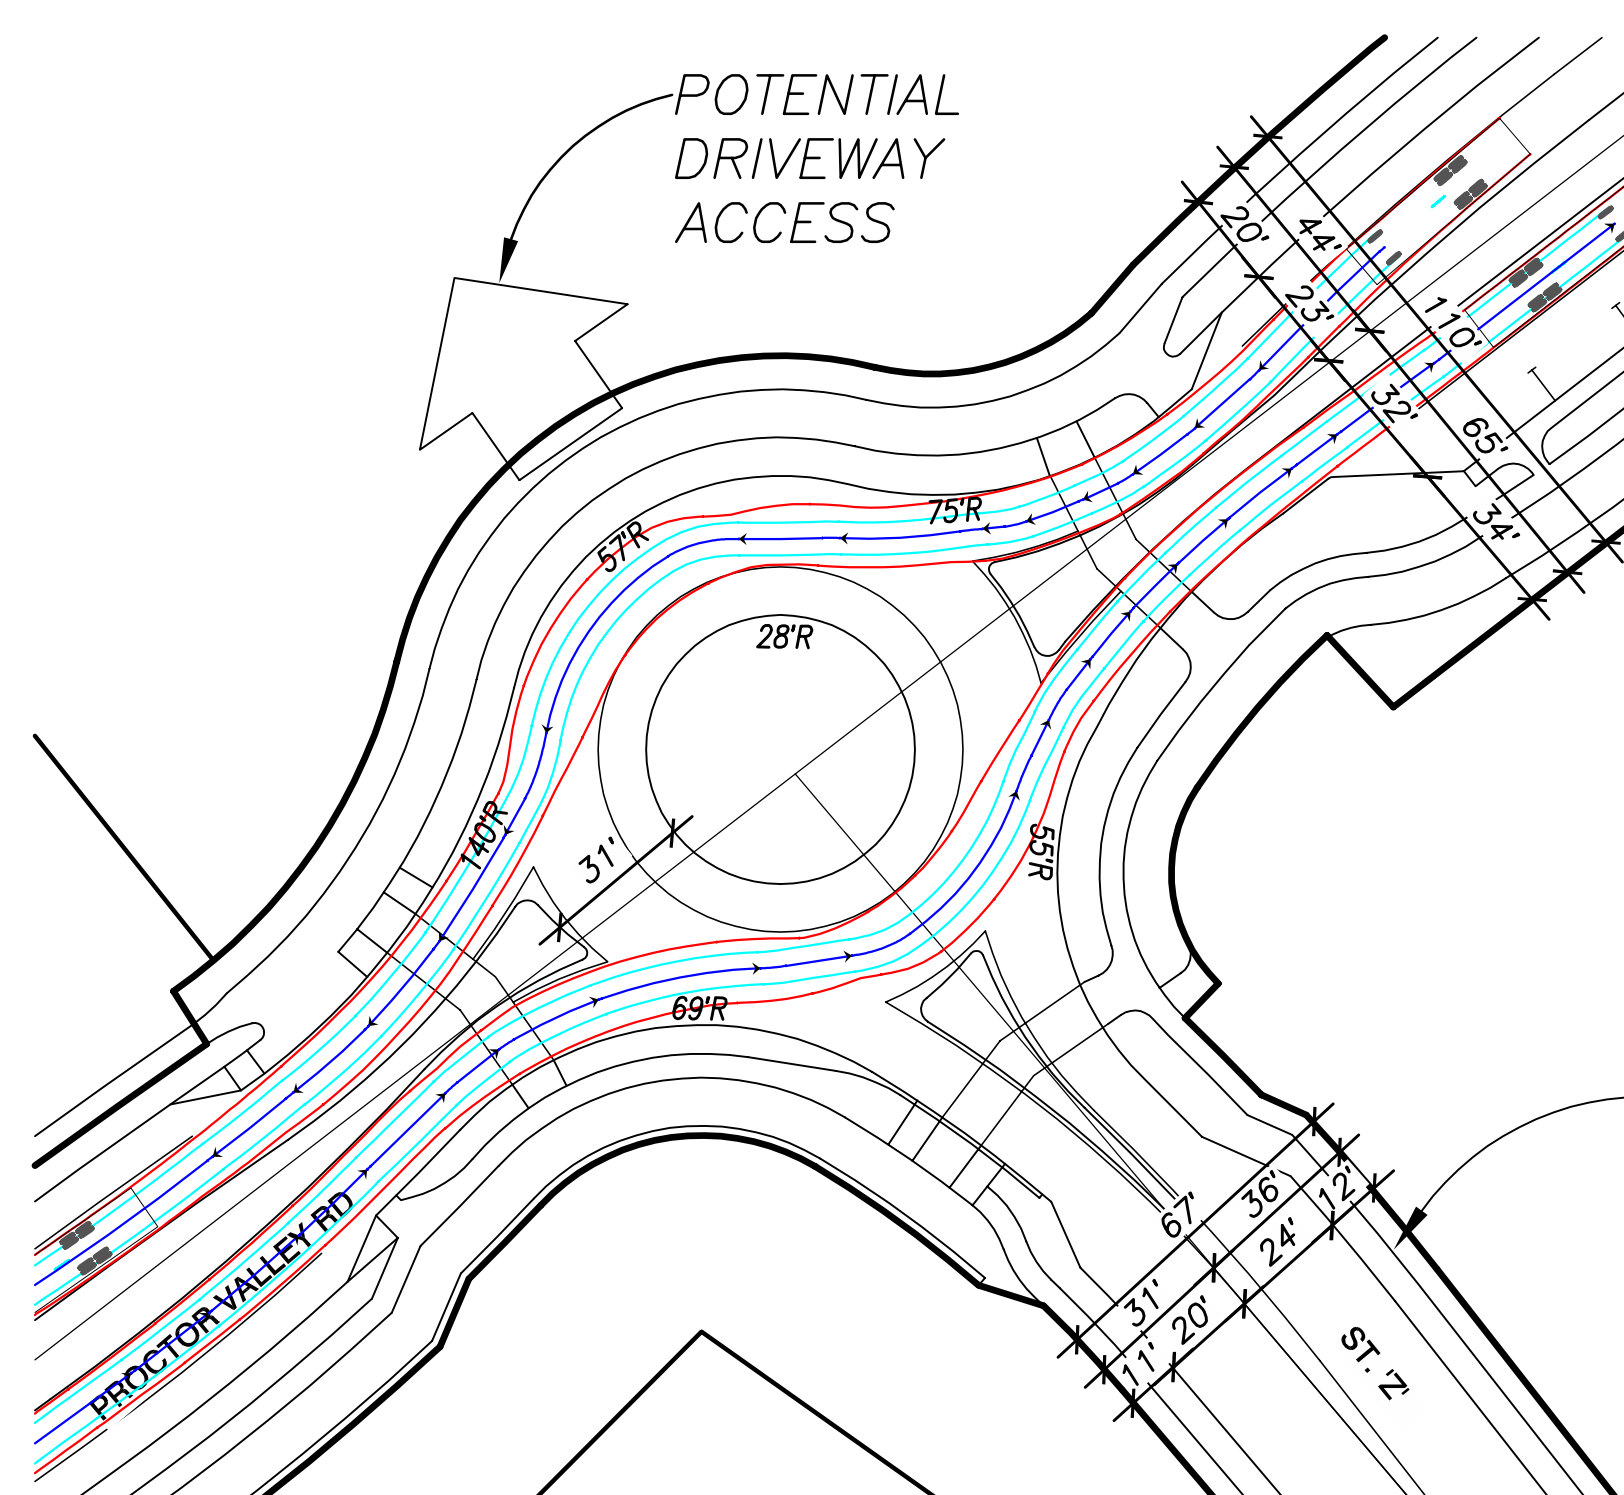 POTENTIAL
DRIVEWAY
ACCESS
20'
44'
23'
110'
32'
65'
34'
75'R
57'R
28'R
140'R
31'
55'R
69'R
PROCTOR VALLEY RD
67'
36'
12'
24'
31'
20'
11'
ST. 'Z'